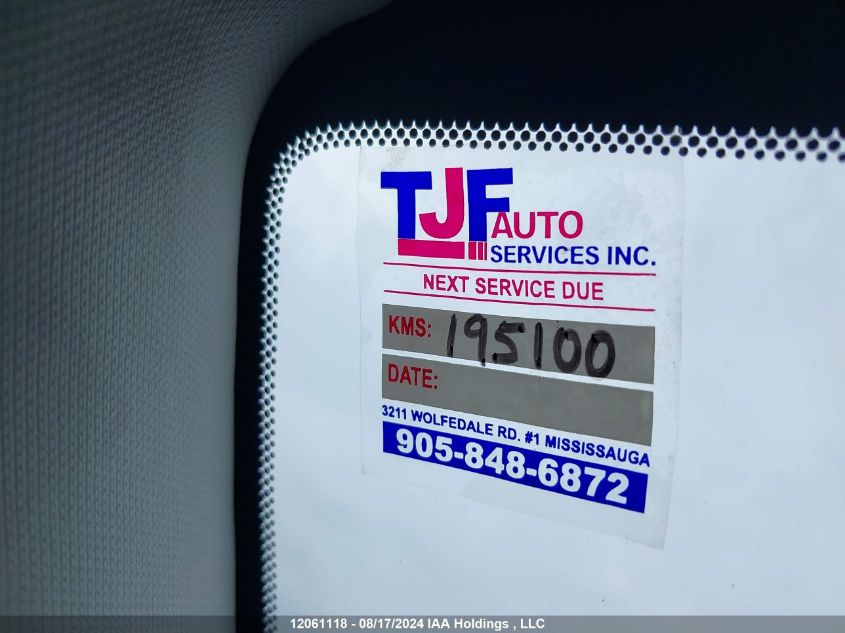 TJF AUTO
SERVICES INC.
NEXT SERVICE DUE
KMS: 195100
DATE:
3211 WOLFEDALE RD. #1 MISSISSAUGA
905-848-6872
12061118 - 08/17/2024 IAA Holdings , LLC